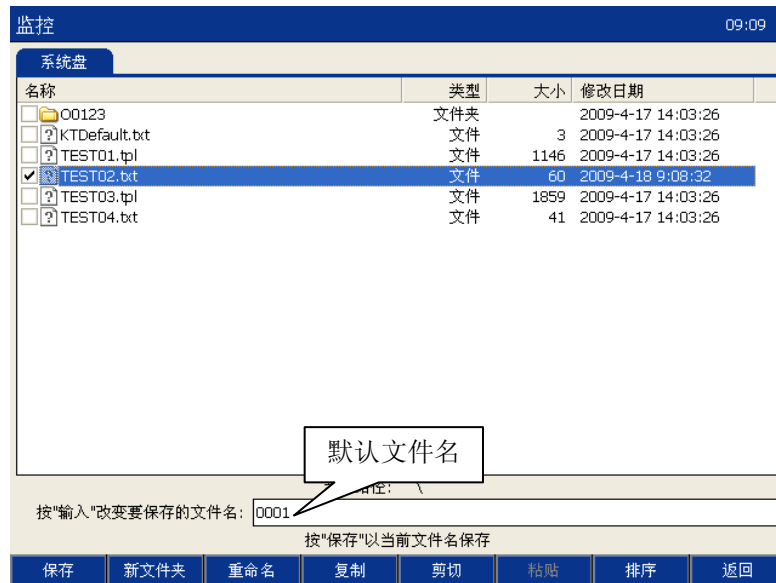 监控 09:09
系统盘
名称 类型 大小 修改日期
O0123 文件夹 2009-4-17 14:03:26
KTDefault.txt 文件 3 2009-4-17 14:03:26
TEST01.tpl 文件 1146 2009-4-17 14:03:26
TEST02.txt 文件 60 2009-4-18 9:08:32
TEST03.tpl 文件 1859 2009-4-17 14:03:26
TEST04.txt 文件 41 2009-4-17 14:03:26
默认文件名
径: \
按"输入"改变要保存的文件名: 0001
按"保存"以当前文件名保存
保存 新文件夹 重命名 复制 剪切 粘贴 排序 返回